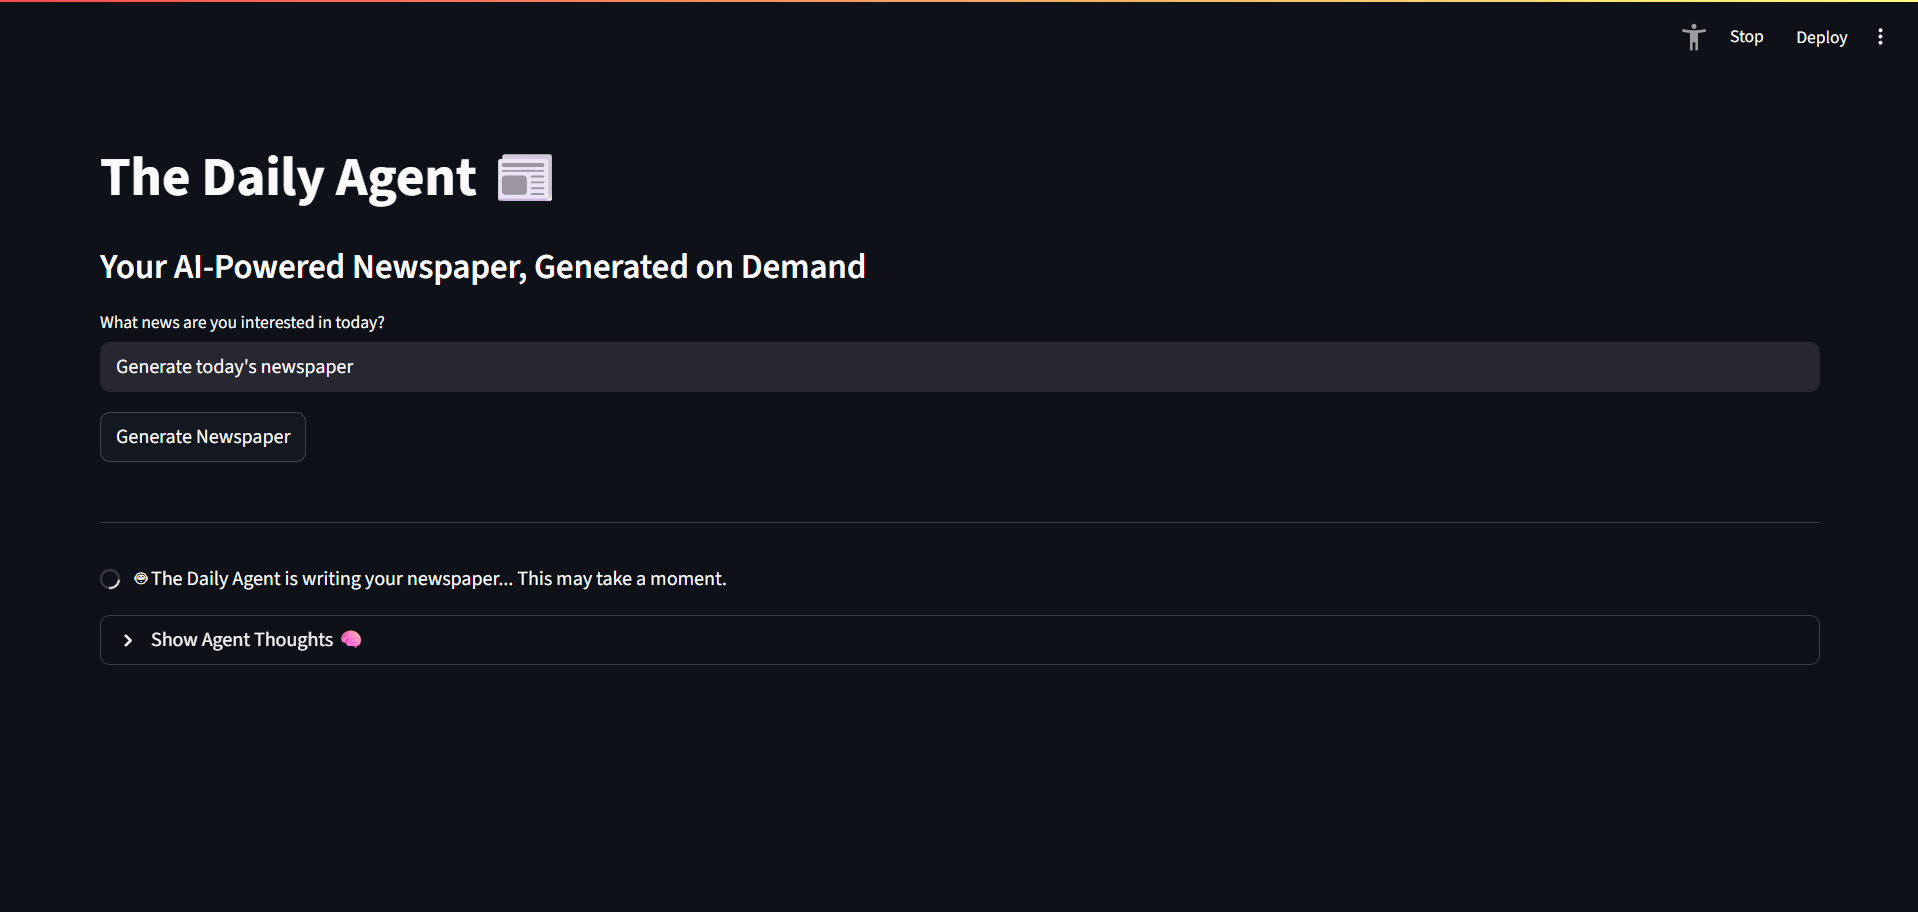 Stop Deploy
The Daily Agent
Your AI-Powered Newspaper, Generated on Demand
What news are you interested in today?
Generate today's newspaper
Generate Newspaper
The Daily Agent is writing your newspaper... This may take a moment.
Show Agent Thoughts